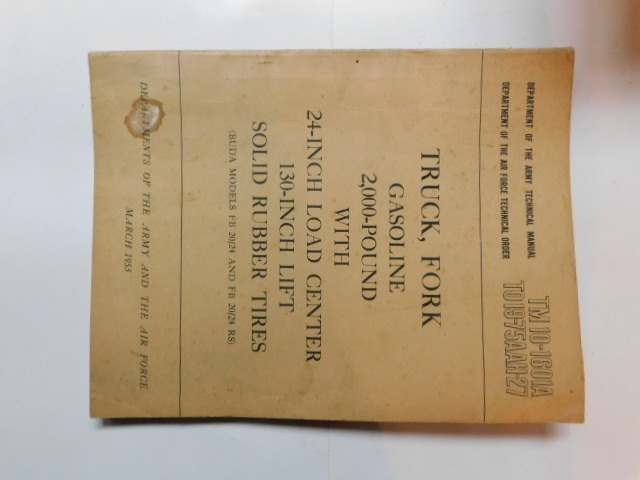 DEPARTMENT OF THE ARMY TECHNICAL MANUAL
DEPARTMENT OF THE AIR FORCE TECHNICAL ORDER
TM 10-1601A
TO 19-75AAH-27
TRUCK, FORK
GASOLINE
2,000-POUND
WITH
24-INCH LOAD CENTER
130-INCH LIFT
SOLID RUBBER TIRES
(BUDA MODELS FB 20/24 AND FB 20/24 RS)
DEPARTMENTS OF THE ARMY AND THE AIR FORCE
MARCH 1953